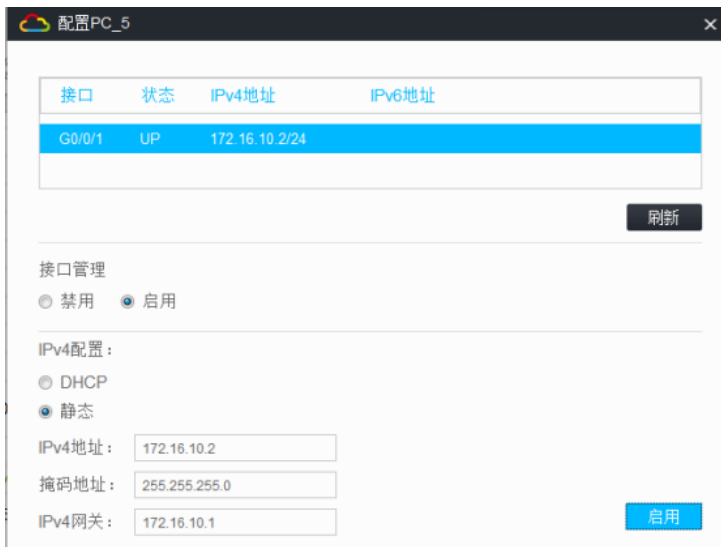 配置PC_5
接口 状态 IPv4地址 IPv6地址
G0/0/1 UP 172.16.10.2/24
刷新
接口管理
禁用 启用
IPv4配置：
DHCP
静态
IPv4地址： 172.16.10.2
掩码地址： 255.255.255.0
IPv4网关： 172.16.10.1
启用